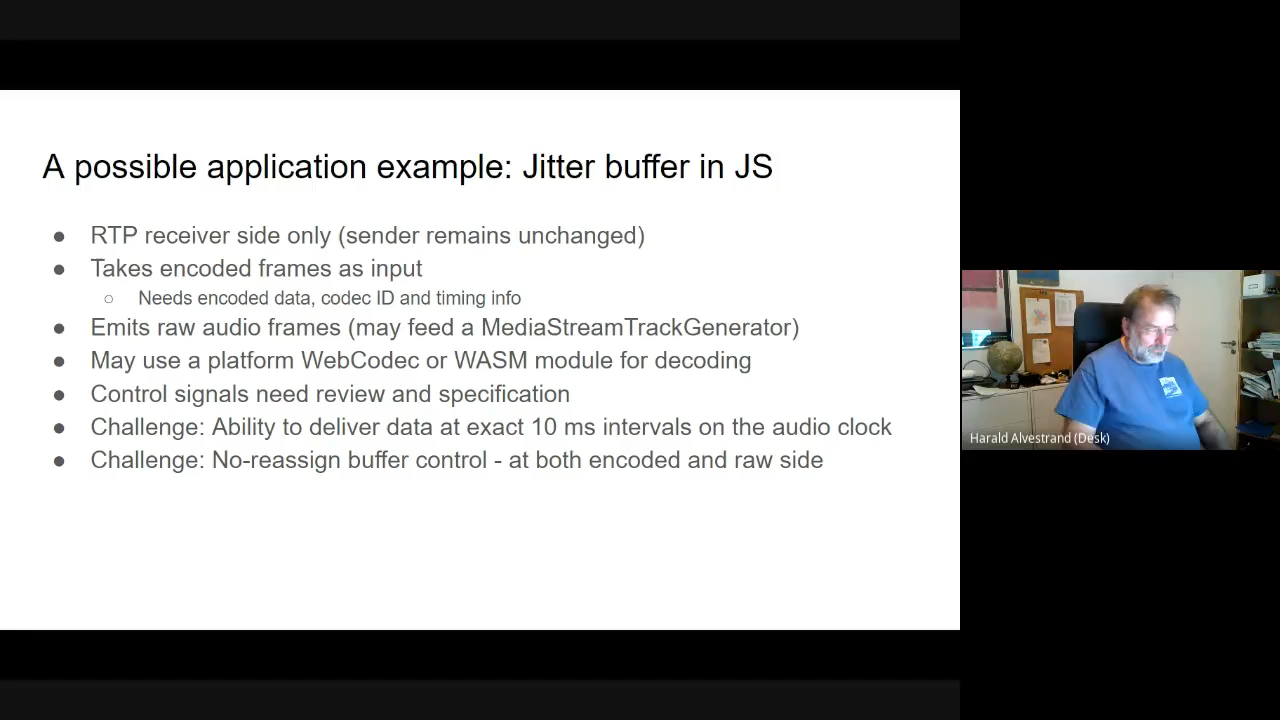 A possible application example: Jitter buffer in JS
● RTP receiver side only (sender remains unchanged)
● Takes encoded frames as input
○ Needs encoded data, codec ID and timing info
● Emits raw audio frames (may feed a MediaStreamTrackGenerator)
● May use a platform WebCodec or WASM module for decoding
● Control signals need review and specification
● Challenge: Ability to deliver data at exact 10 ms intervals on the audio clock
● Challenge: No-reassign buffer control - at both encoded and raw side
Harald Alvestrand (Desk)